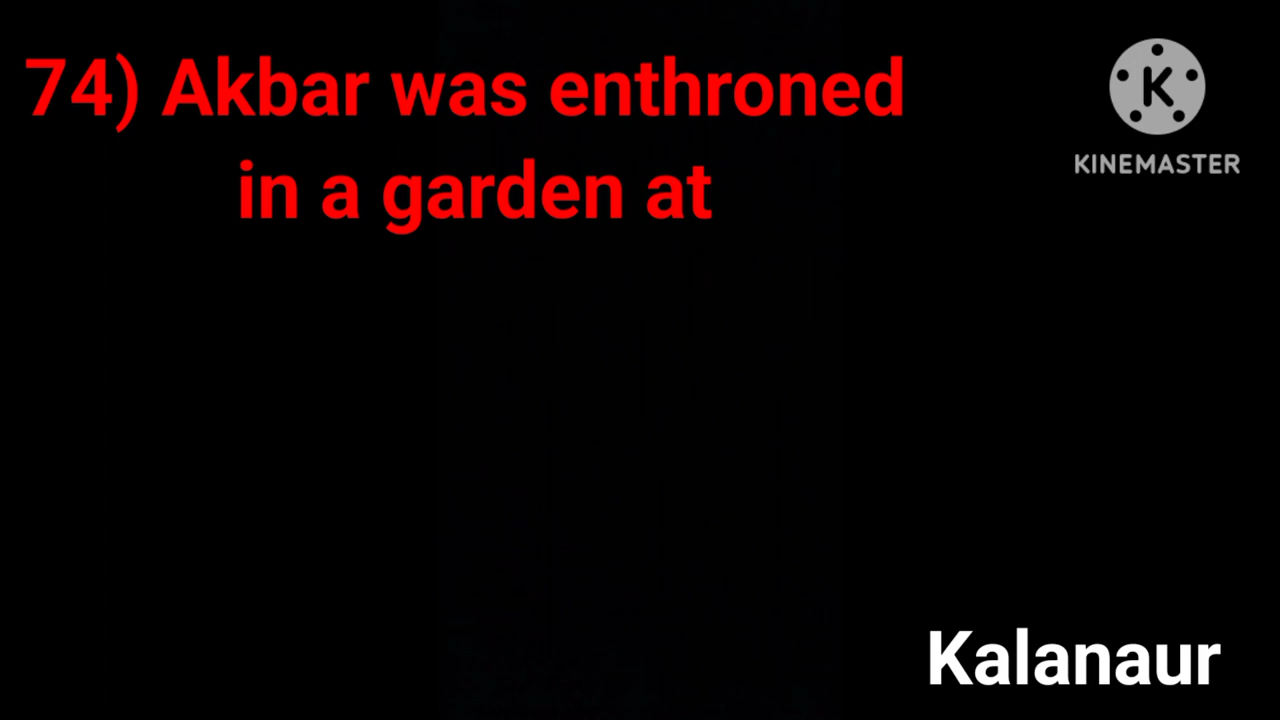 74) Akbar was enthroned
in a garden at
K
KINEMASTER
Kalanaur